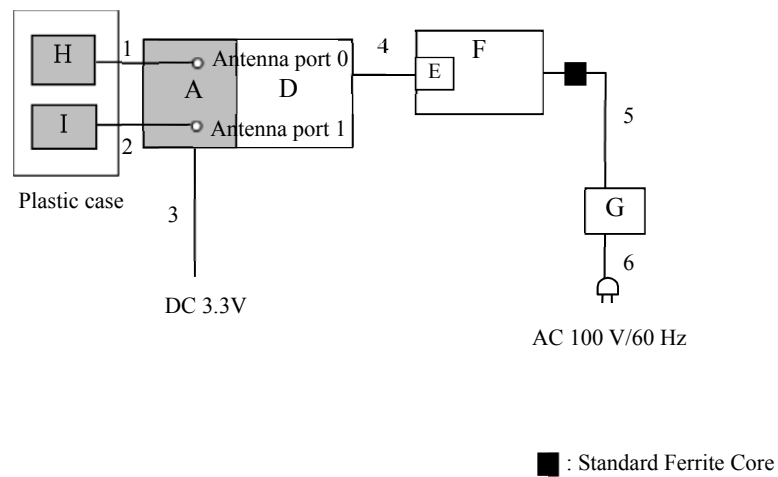 H
1
A
Antenna port 0
D
4
E
F
I
2
Antenna port 1
Plastic case
3
5
G
6
DC 3.3V
AC 100 V/60 Hz
: Standard Ferrite Core